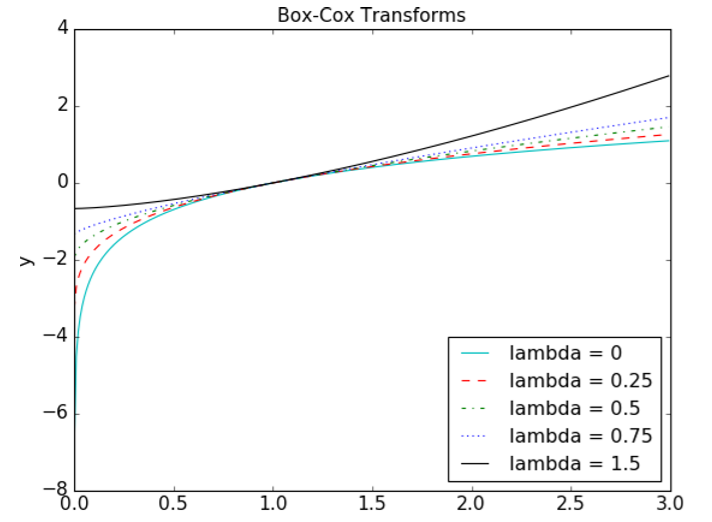 Box-Cox Transforms
4
2
0
−2
−4
−6
−8
y
0.0 0.5 1.0 1.5 2.0 2.5 3.0
lambda = 0
lambda = 0.25
lambda = 0.5
lambda = 0.75
lambda = 1.5